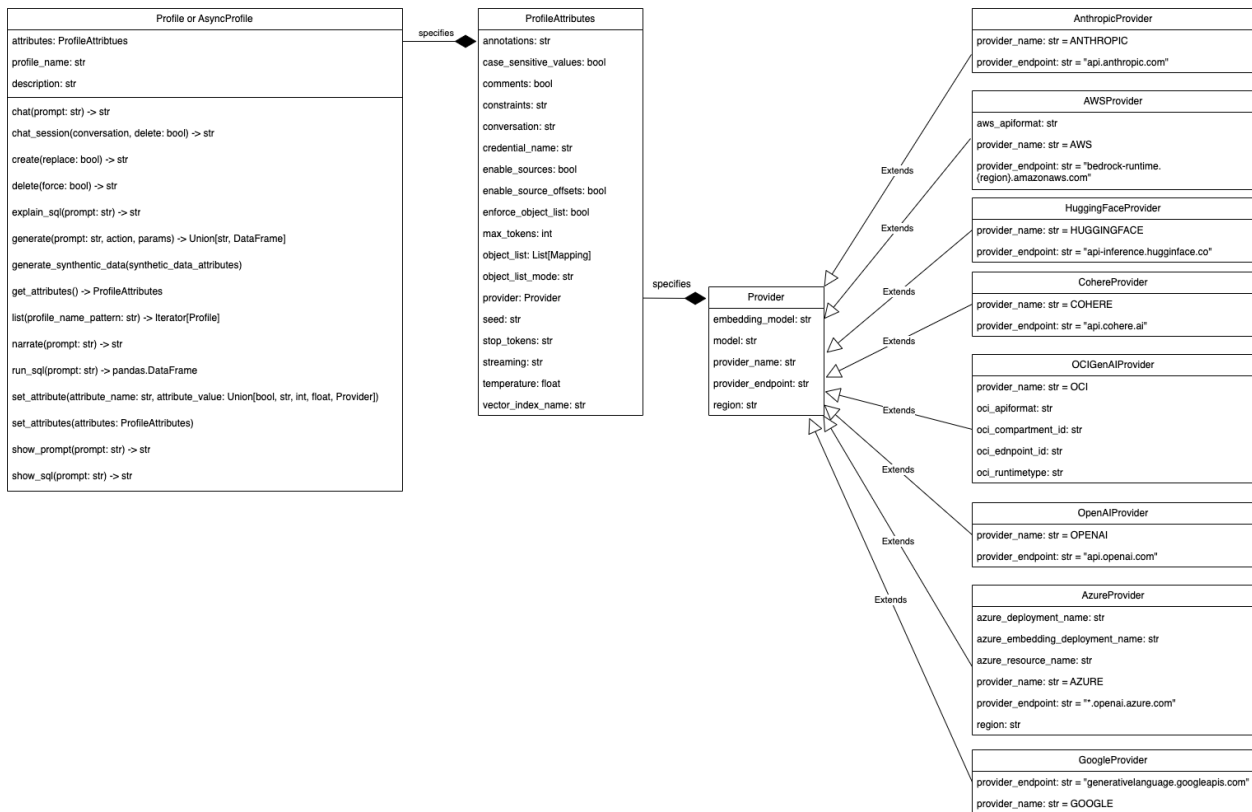 Profile or AsyncProfile
attributes: ProfileAttribtues
profile_name: str
description: str
chat(prompt: str) -> str
chat_session(conversation, delete: bool) -> str
create(replace: bool) -> str
delete(force: bool) -> str
explain_sql(prompt: str) -> str
generate(prompt: str, action, params) -> Union[str, DataFrame]
generate_synthentic_data(synthetic_data_attributes)
get_attributes() -> ProfileAttributes
list(profile_name_pattern: str) -> Iterator[Profile]
narrate(prompt: str) -> str
run_sql(prompt: str) -> pandas.DataFrame
set_attribute(attribute_name: str, attribute_value: Union[bool, str, int, float, Provider])
set_attributes(attributes: ProfileAttributes)
show_prompt(prompt: str) -> str
show_sql(prompt: str) -> str
specifies
ProfileAttributes
annotations: str
case_sensitive_values: bool
comments: bool
constraints: str
conversation: str
credential_name: str
enable_sources: bool
enable_source_offsets: bool
enforce_object_list: bool
max_tokens: int
object_list: List[Mapping]
object_list_mode: str
provider: Provider
seed: str
stop_tokens: str
streaming: str
temperature: float
vector_index_name: str
specifies
Provider
embedding_model: str
model: str
provider_name: str
provider_endpoint: str
region: str
Extends
Extends
Extends
Extends
Extends
Extends
Extends
Extends
AnthropicProvider
provider_name: str = ANTHROPIC
provider_endpoint: str = "api.anthropic.com"
AWSProvider
aws_apiformat: str
provider_name: str = AWS
provider_endpoint: str = "bedrock-runtime.
{region}.amazonaws.com"
HuggingFaceProvider
provider_name: str = HUGGINGFACE
provider_endpoint: str = "api-inference.hugginface.co"
CohereProvider
provider_name: str = COHERE
provider_endpoint: str = "api.cohere.ai"
OCIGenAIProvider
provider_name: str = OCI
oci_apiformat: str
oci_compartment_id: str
oci_ednpoint_id: str
oci_runtimetype: str
OpenAIProvider
provider_name: str = OPENAI
provider_endpoint: str = "api.openai.com"
AzureProvider
azure_deployment_name: str
azure_embedding_deployment_name: str
azure_resource_name: str
provider_name: str = AZURE
provider_endpoint: str = "*.openai.azure.com"
region: str
GoogleProvider
provider_endpoint: str = "generativelanguage.googleapis.com"
provider_name: str = GOOGLE